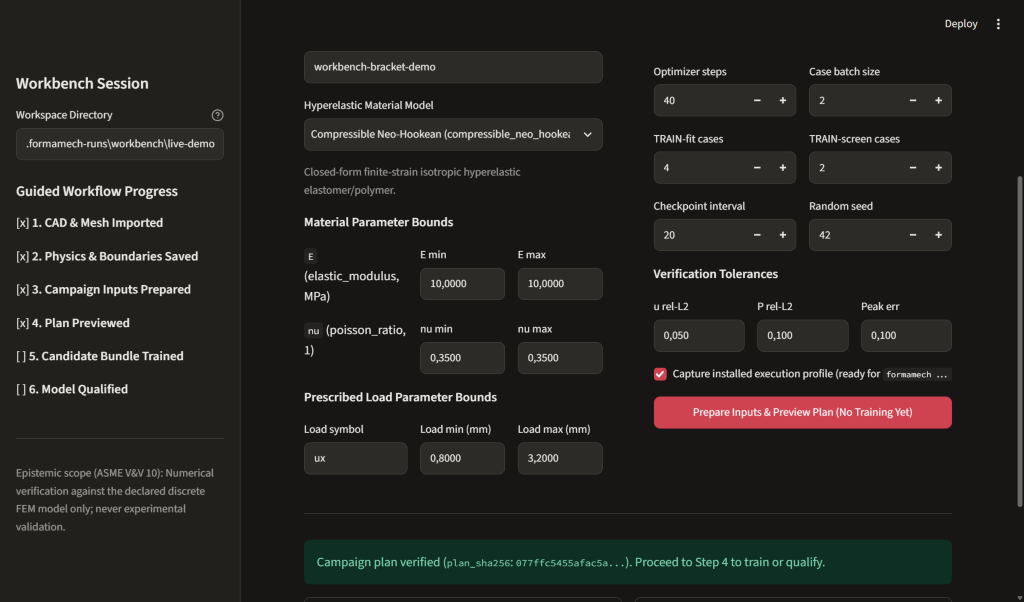 Deploy
Workbench Session
Workspace Directory
.formamech-runs\workbench\live-demo
Guided Workflow Progress
[x] 1. CAD & Mesh Imported
[x] 2. Physics & Boundaries Saved
[x] 3. Campaign Inputs Prepared
[x] 4. Plan Previewed
[ ] 5. Candidate Bundle Trained
[ ] 6. Model Qualified
Epistemic scope (ASME V&V 10): Numerical
verification against the declared discrete
FEM model only; never experimental
validation.
workbench-bracket-demo
Hyperelastic Material Model
Compressible Neo-Hookean (compressible_neo_hookea
Closed-form finite-strain isotropic hyperelastic
elastomer/polymer.
Material Parameter Bounds
E
(elastic_modulus,
MPa)
E min
E max
10,0000
10,0000
nu (poisson_ratio,
1)
nu min
nu max
0,3500
0,3500
Prescribed Load Parameter Bounds
Load symbol
Load min (mm)
Load max (mm)
ux
0,8000
3,2000
Optimizer steps
Case batch size
40
2
TRAIN-fit cases
TRAIN-screen cases
4
2
Checkpoint interval
Random seed
20
42
Verification Tolerances
u rel-L2
P rel-L2
Peak err
0,050
0,100
0,100
Capture installed execution profile (ready for formamech ...
Prepare Inputs & Preview Plan (No Training Yet)
Campaign plan verified (plan_sha256: 077ffc5455afac5a...). Proceed to Step 4 to train or qualify.